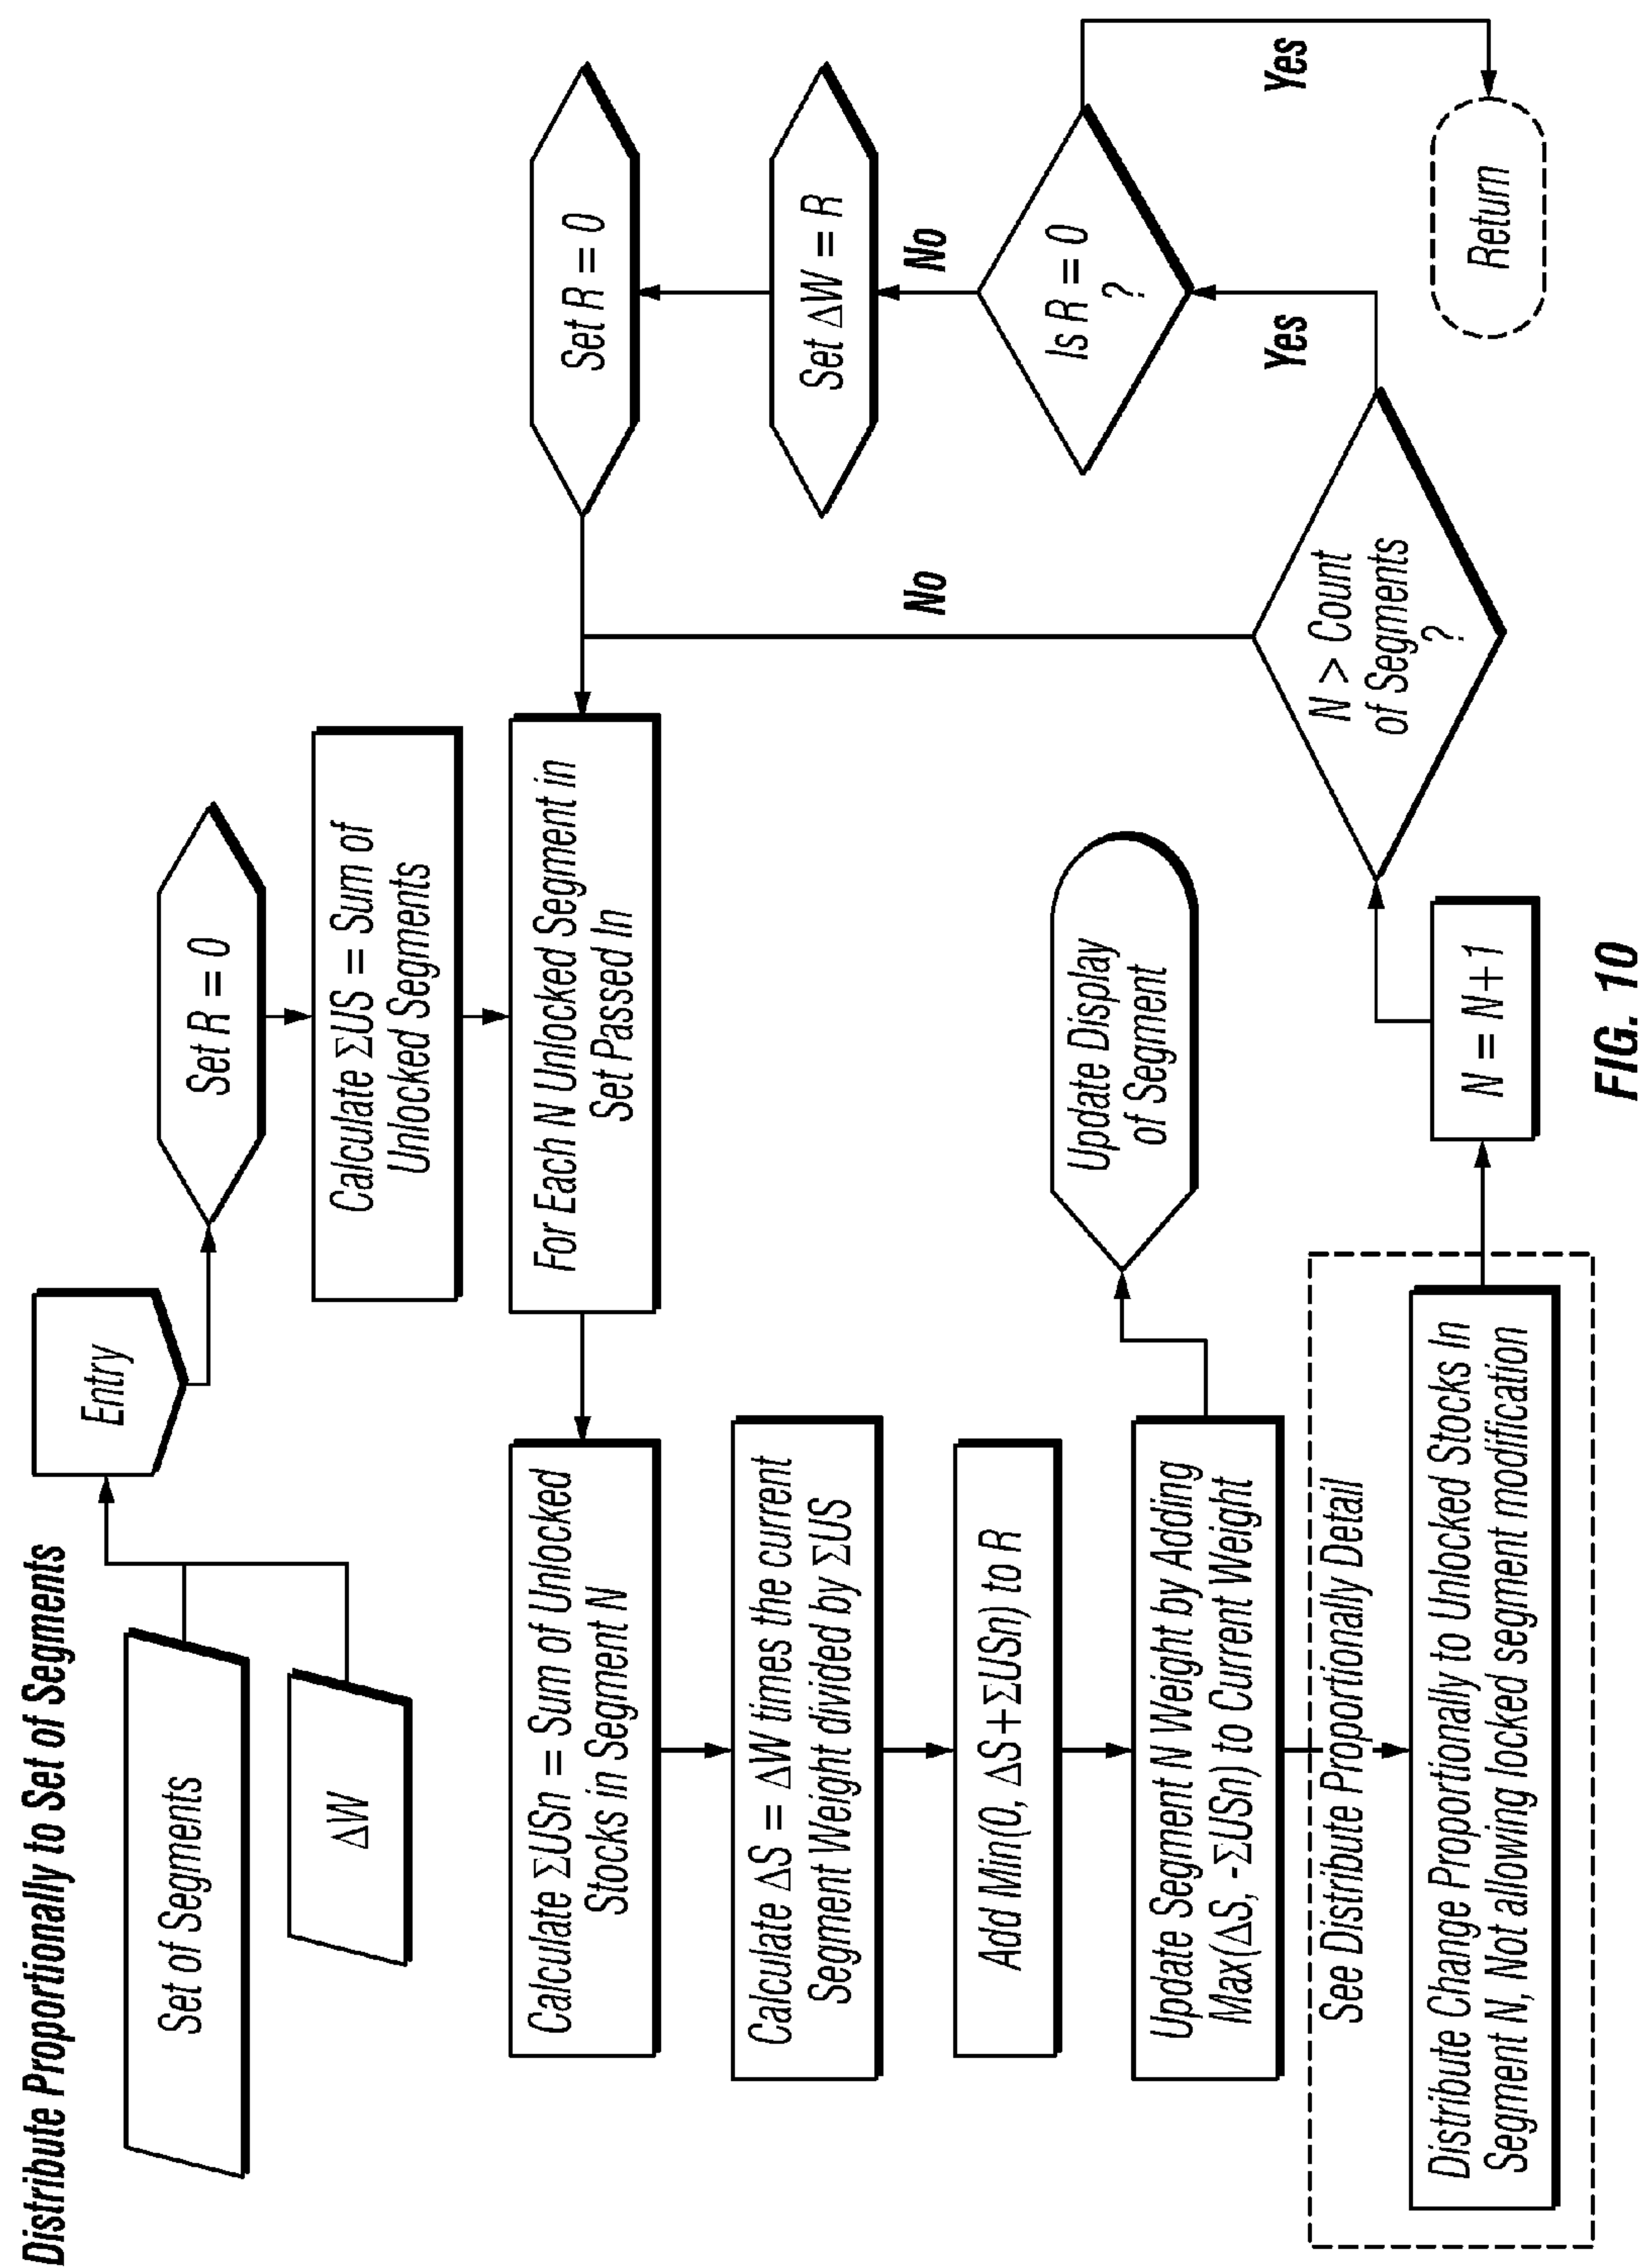 Distribute Proportionally to Set of Segments
Set of Segments
ΔW
Entry
Set R = 0
Calculate ΣUS = Sum of
Unlocked Segments
For Each N Unlocked Segment in
Set Passed In
Calculate ΣUSn = Sum of Unlocked
Stocks in Segment N
Calculate ΔS = ΔW times the current
Segment Weight divided by ΣUS
Add Min(0, ΔS+ΣUSn) to R
Update Segment N Weight by Adding
Max(ΔS, -ΣUSn) to Current Weight
Update Display
of Segment
See Distribute Proportionally Detail
Distribute Change Proportionally to Unlocked Stocks In
Segment N, Not allowing locked segment modification
N = N+1
N > Count
of Segments
?
No
Yes
Is R = 0
?
No
Yes
Set ΔW = R
Set R = 0
Return
FIG. 10